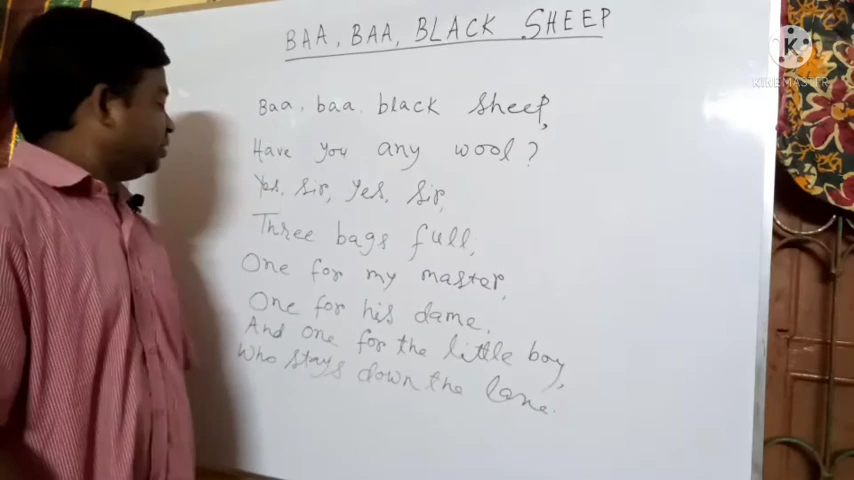 BAA, BAA, BLACK SHEEP
Baa, baa black sheep,
Have you any wool?
Yes, sir, yes, sir,
Three bags full,
One for my master,
One for his dame,
And one for the little boy,
Who stays down the lane.
K
KINEMASTER